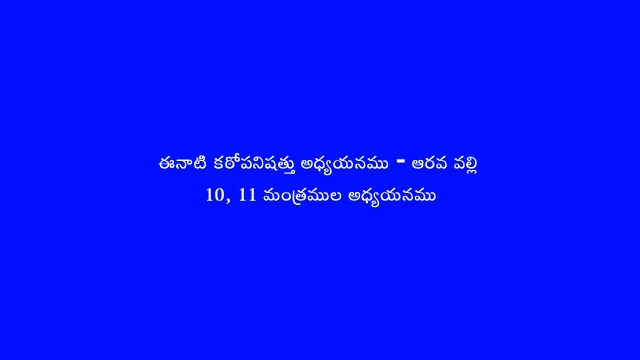 ఈనాటి కఠోపనిషత్తు అధ్యయనము - ఆరవ వల్లి
10, 11 మంత్రముల అధ్యయనము